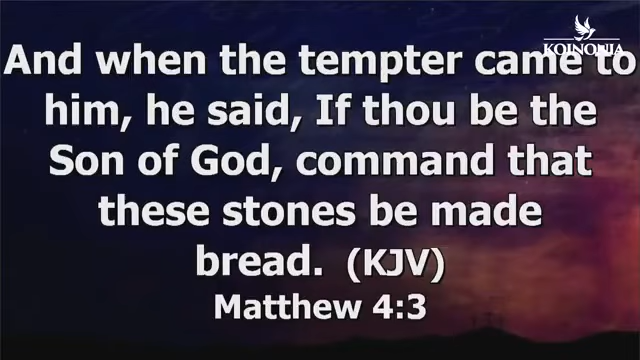 KOINONIA
And when the tempter came to
him, he said, If thou be the
Son of God, command that
these stones be made
bread. (KJV)
Matthew 4:3